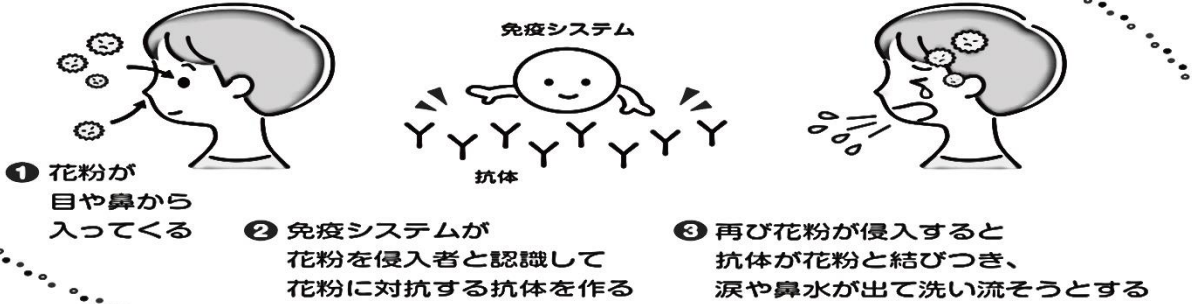 ❶ 花粉が
目や鼻から
入ってくる
免疫システム
抗体
❷ 免疫システムが
花粉を侵入者と認識して
花粉に対抗する抗体を作る
❸ 再び花粉が侵入すると
抗体が花粉と結びつき、
涙や鼻水が出て洗い流そうとする